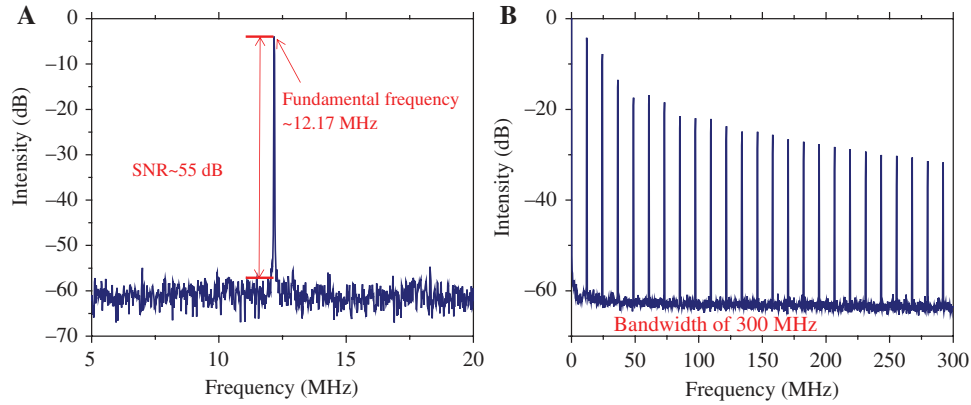 A
0
–10
–20
–30
–40
–50
–60
–70
Intensity (dB)
Fundamental frequency
~12.17 MHz
SNR~55 dB
5
10
15
20
Frequency (MHz)
B
0
–20
–40
–60
Intensity (dB)
Bandwidth of 300 MHz
0
50
100
150
200
250
300
Frequency (MHz)